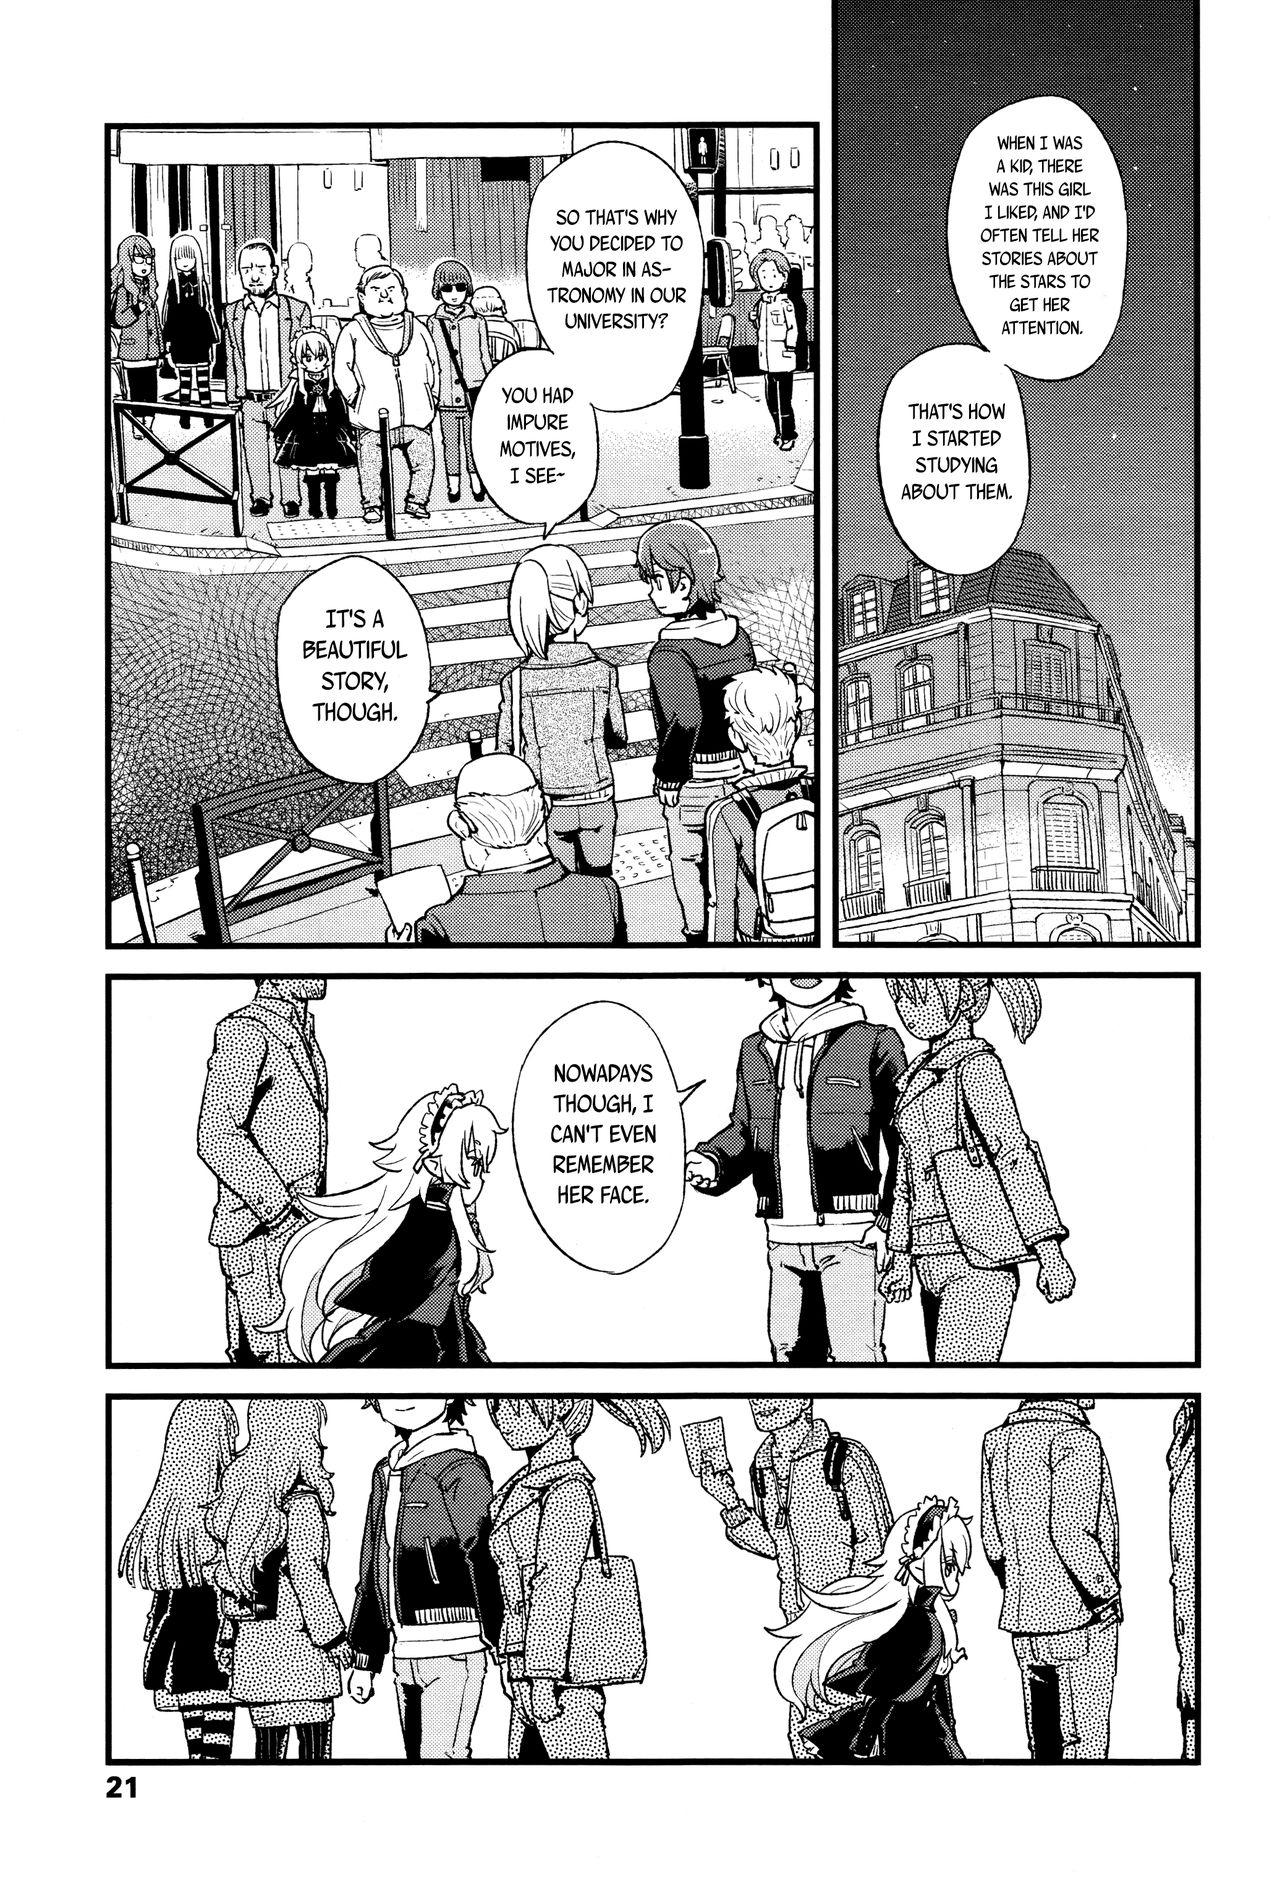 WHEN I WAS
A KID, THERE
WAS THIS GIRL
I LIKED, AND I'D
OFTEN TELL HER
STORIES ABOUT
THE STARS TO
GET HER
ATTENTION.
THAT'S HOW
I STARTED
STUDYING
ABOUT THEM.
SO THAT'S WHY
YOU DECIDED TO
MAJOR IN AS-
TRONOMY IN OUR
UNIVERSITY?
YOU HAD
IMPURE
MOTIVES,
I SEE~
IT'S A
BEAUTIFUL
STORY,
THOUGH.
NOWADAYS
THOUGH, I
CAN'T EVEN
REMEMBER
HER FACE.
21